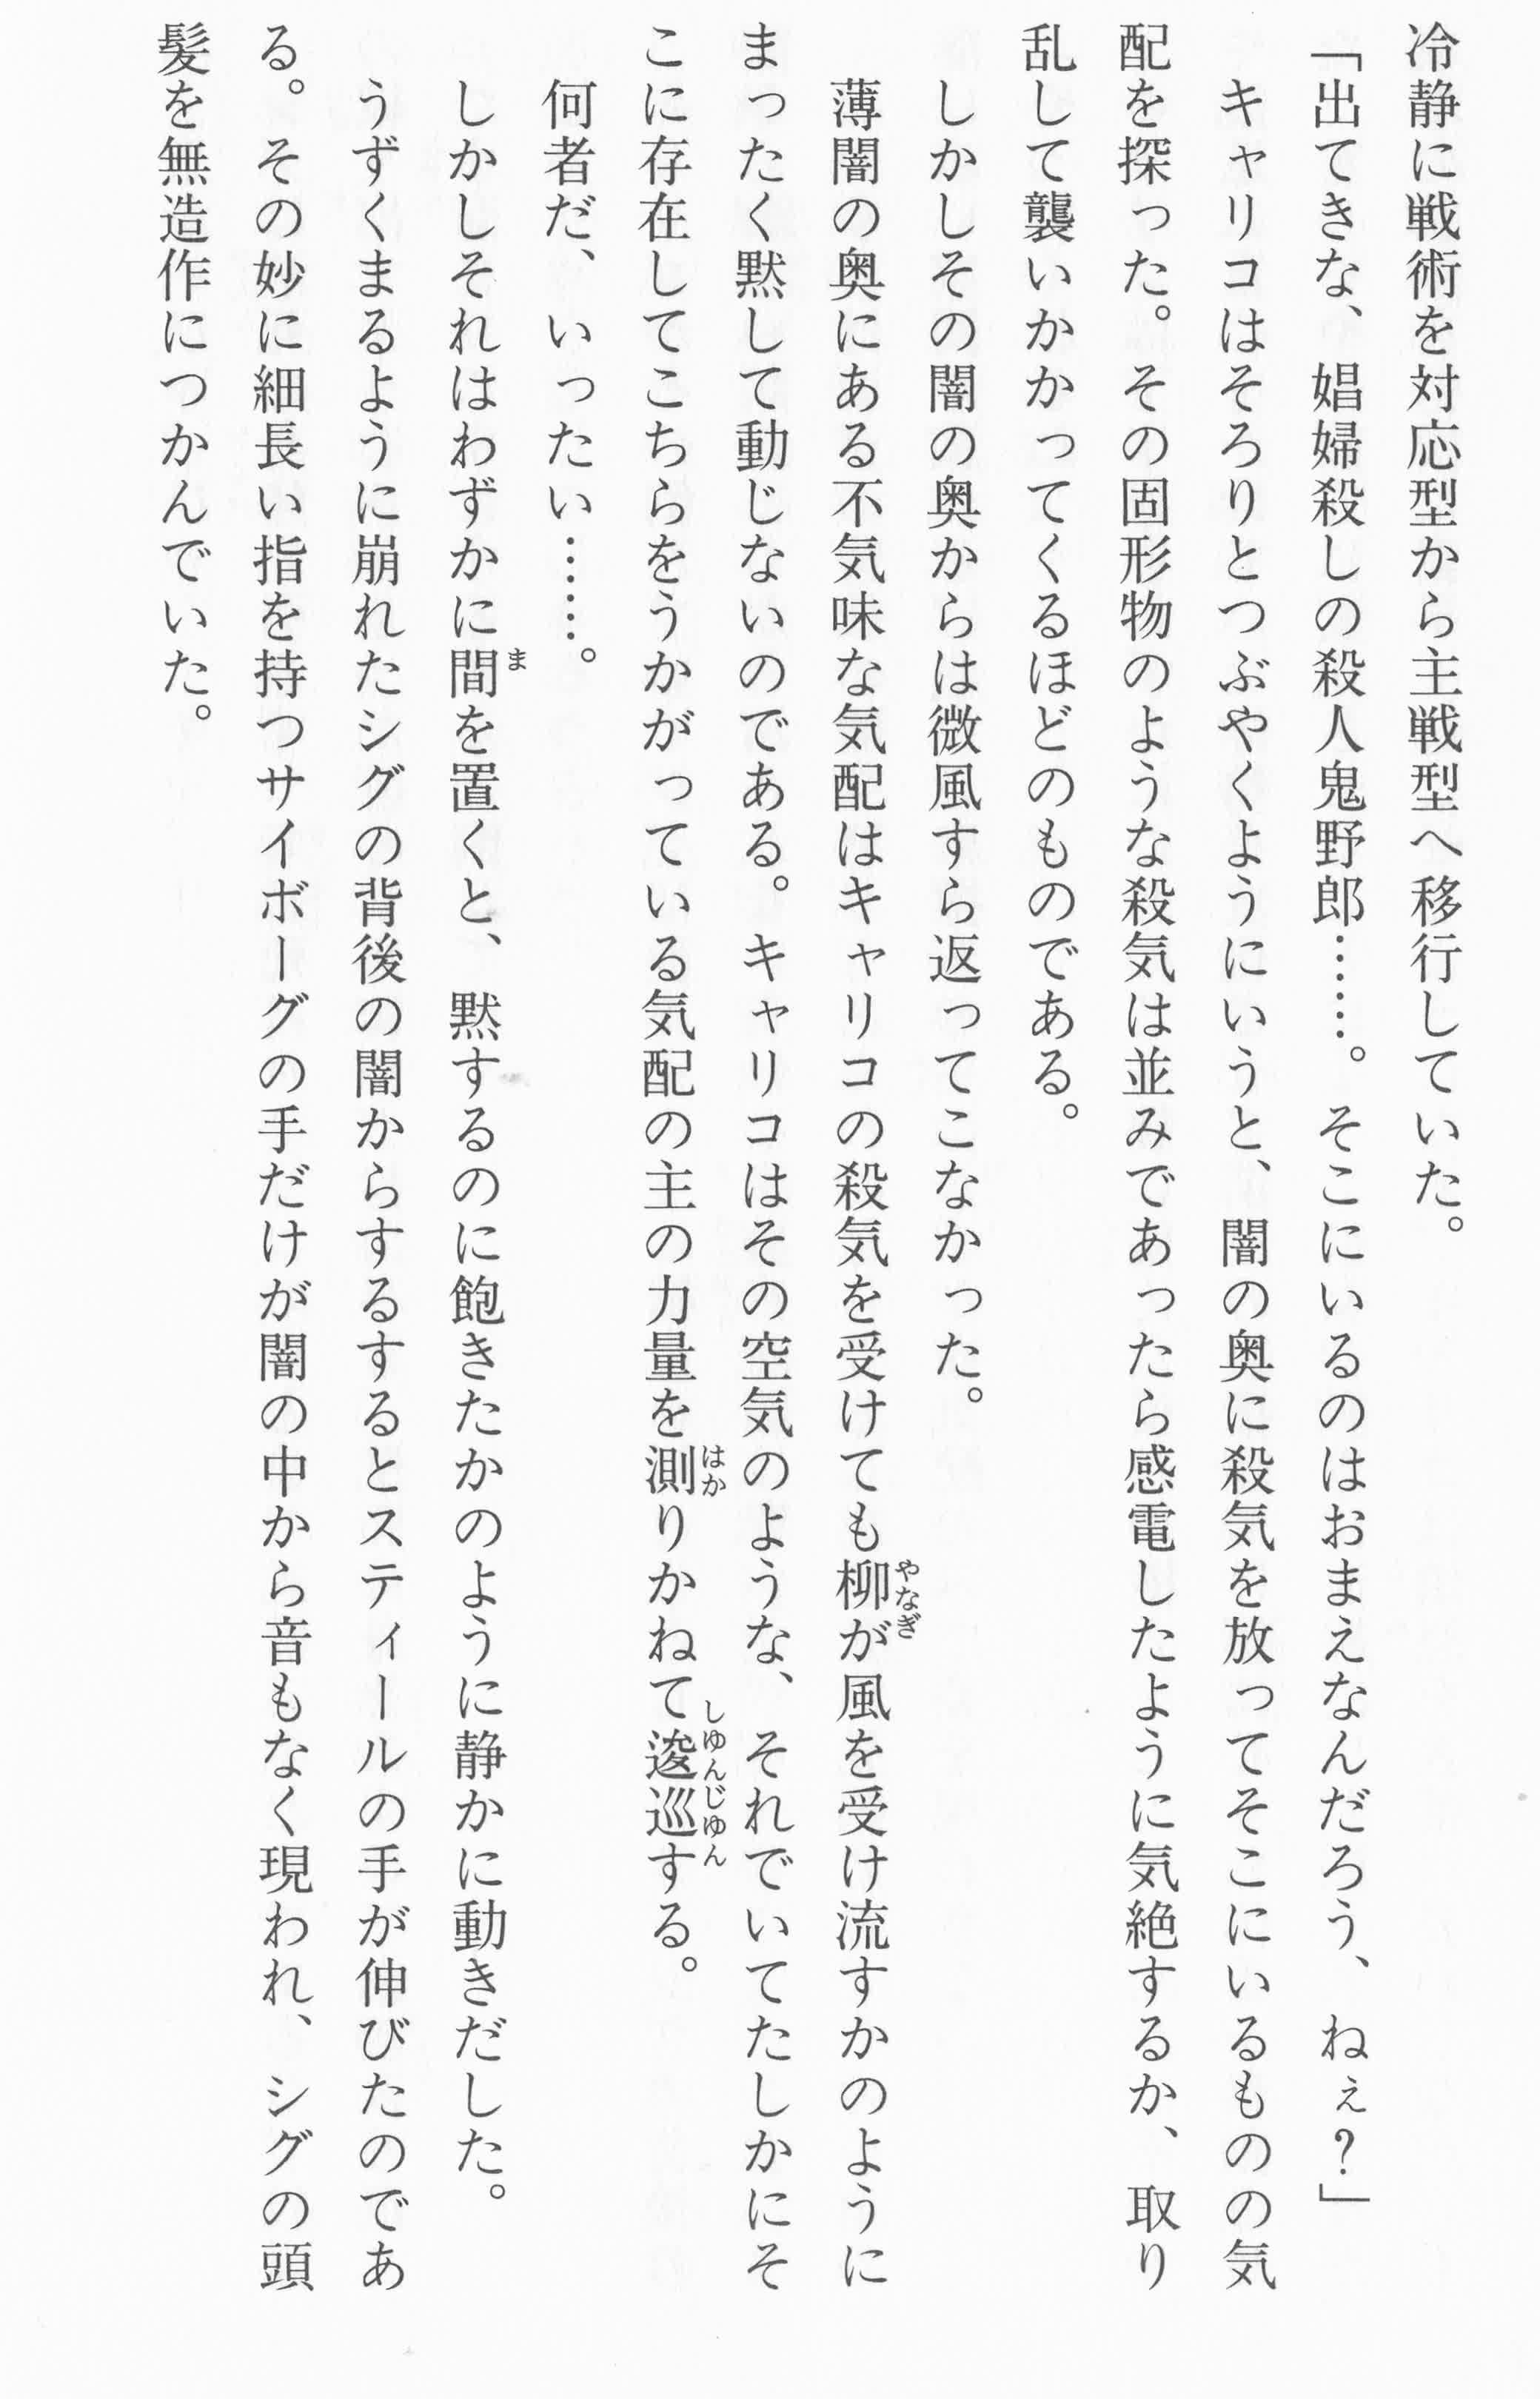 冷静に戦術を対応型から主戦型へ移行していた。
「出てきな、娼婦殺しの殺人鬼野郎……。そこにいるのはおまえなんだろう、ねぇ？」
　キャリコはそろりとつぶやくようにいうと、闇の奥に殺気を放ってそこにいるものの気
配を探った。その固形物のような殺気は並みであったら感電したように気絶するか、取り
乱して襲いかかってくるほどのものである。
　しかしその闇の奥からは微風すら返ってこなかった。
　薄闇の奥にある不気味な気配はキャリコの殺気を受けても柳が風を受け流すかのように
まったく黙して動じないのである。キャリコはその空気のような、それでいてたしかにそ
こに存在してこちらをうかがっている気配の主の力量を測りかねて逡巡する。
　何者だ、いったい……。
　しかしそれはわずかに間を置くと、黙するのに飽きたかのように静かに動きだした。
　うずくまるように崩れたシグの背後の闇からするするとスティールの手が伸びたのであ
る。その妙に細長い指を持つサイボーグの手だけが闇の中から音もなく現われ、シグの頭
髪を無造作につかんでいた。